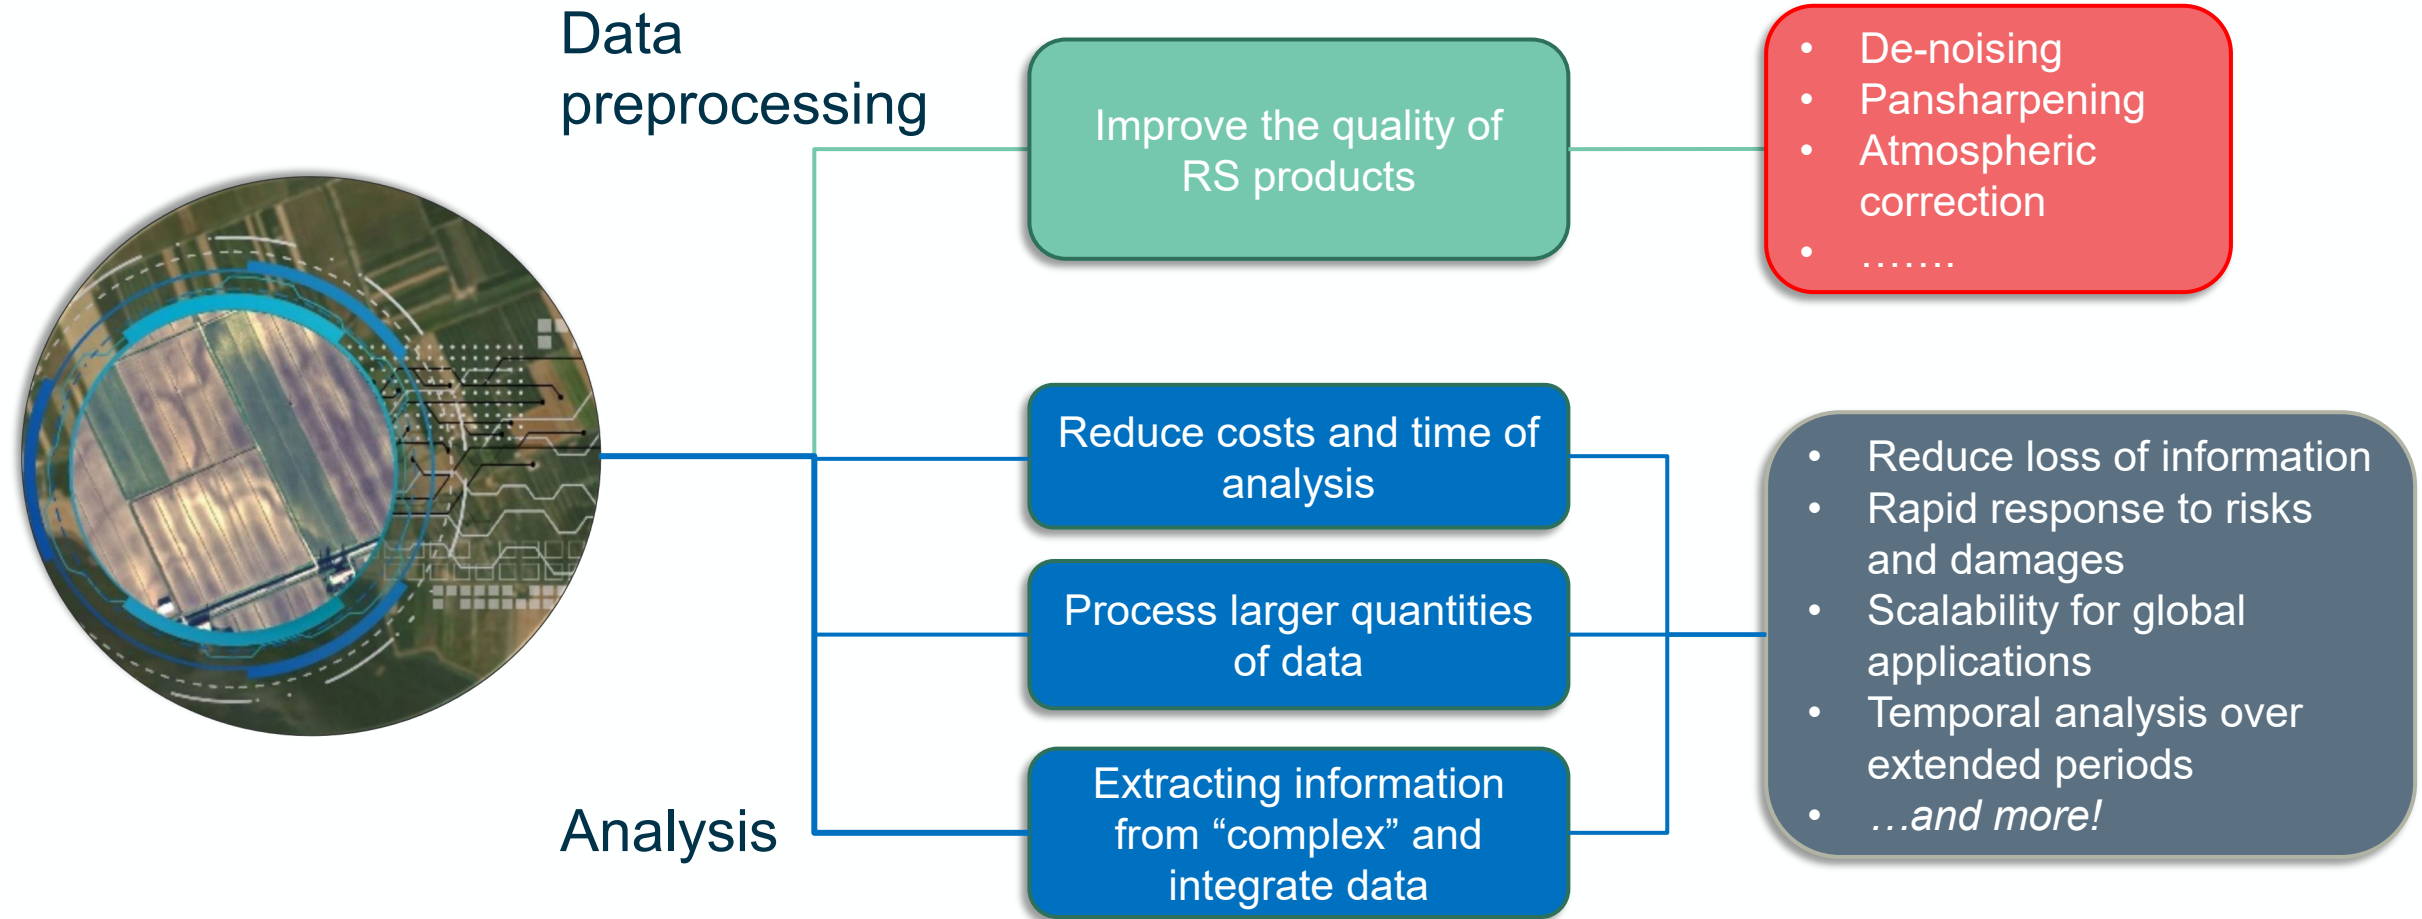 Data
preprocessing
Improve the quality of
RS products
• De-noising
• Pansharpening
• Atmospheric
correction
• …….
Reduce costs and time of
analysis
Process larger quantities
of data
Analysis
Extracting information
from “complex” and
integrate data
• Reduce loss of information
• Rapid response to risks
and damages
• Scalability for global
applications
• Temporal analysis over
extended periods
• …and more!